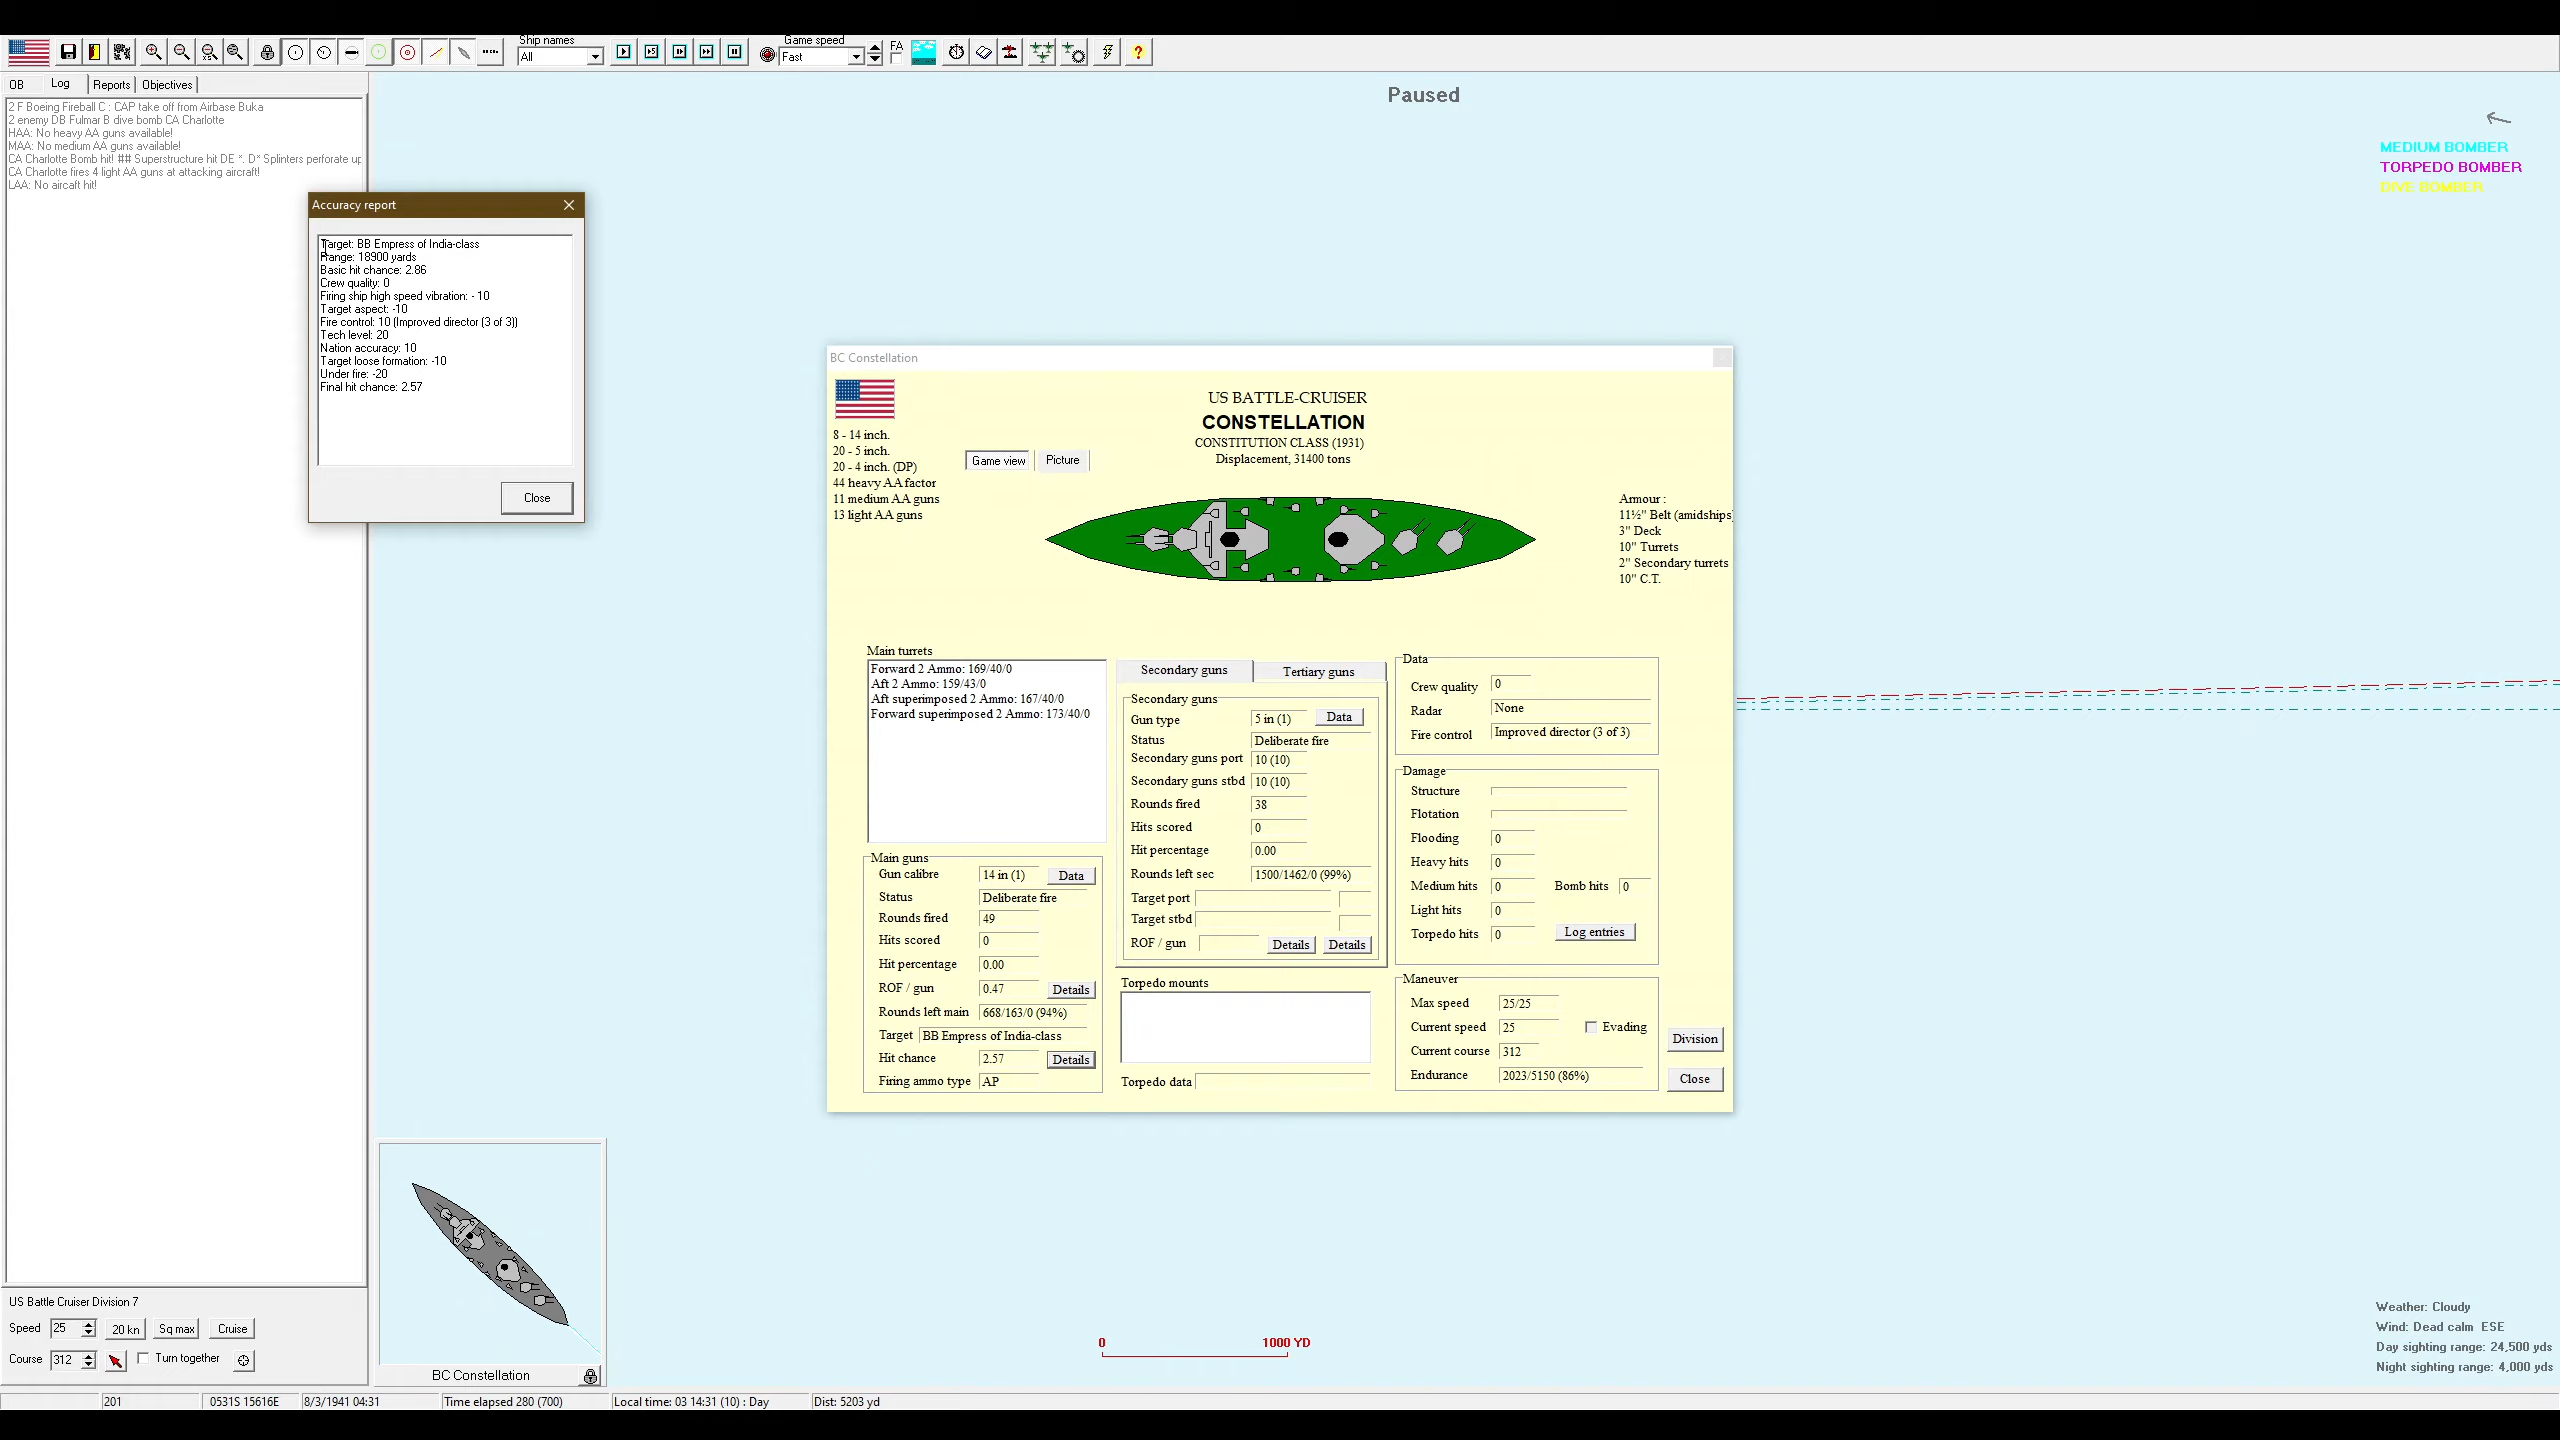 Ship names
All
Game speed
Fast
FA
OB
Log
Reports
Objectives
2 F Boeing Fireball C : CAP take off from Airbase Buka
2 enemy DB Fulmar B dive bomb CA Charlotte
HAA: No heavy AA guns available!
MAA: No medium AA guns available!
CA Charlotte Bomb hit! ## Superstructure hit DE *. D* Splinters perforate up
CA Charlotte fires 4 light AA guns at attacking aircraft!
LAA: No aircaft hit!
Paused
MEDIUM BOMBER
TORPEDO BOMBER
DIVE BOMBER
Accuracy report
Target: BB Empress of India-class
Range: 18900 yards
Basic hit chance: 2.86
Crew quality: 0
Firing ship high speed vibration: - 10
Target aspect: -10
Fire control: 10 (Improved director (3 of 3))
Tech level: 20
Nation accuracy: 10
Target loose formation: -10
Under fire: -20
Final hit chance: 2.57
Close
BC Constellation
US BATTLE-CRUISER
CONSTELLATION
CONSTITUTION CLASS (1931)
Displacement, 31400 tons
8 - 14 inch.
20 - 5 inch.
20 - 4 inch. (DP)
44 heavy AA factor
11 medium AA guns
13 light AA guns
Game view
Picture
Armour :
11½" Belt (amidships)
3" Deck
10" Turrets
2" Secondary turrets
10" C.T.
Main turrets
Forward 2 Ammo: 169/40/0
Aft 2 Ammo: 159/43/0
Aft superimposed 2 Ammo: 167/40/0
Forward superimposed 2 Ammo: 173/40/0
Main guns
Gun calibre 14 in (1) Data
Status Deliberate fire
Rounds fired 49
Hits scored 0
Hit percentage 0.00
ROF / gun 0.47 Details
Rounds left main 668/163/0 (94%)
Target BB Empress of India-class
Hit chance 2.57 Details
Firing ammo type AP
Secondary guns
Tertiary guns
Secondary guns
Gun type 5 in (1) Data
Status Deliberate fire
Secondary guns port 10 (10)
Secondary guns stbd 10 (10)
Rounds fired 38
Hits scored 0
Hit percentage 0.00
Rounds left sec 1500/1462/0 (99%)
Target port
Target stbd
ROF / gun Details Details
Torpedo mounts
Torpedo data
Data
Crew quality 0
Radar None
Fire control Improved director (3 of 3)
Damage
Structure
Flotation
Flooding 0
Heavy hits 0
Medium hits 0 Bomb hits 0
Light hits 0
Torpedo hits 0 Log entries
Maneuver
Max speed 25/25
Current speed 25 Evading
Current course 312
Endurance 2023/5150 (86%)
Division
Close
US Battle Cruiser Division 7
Speed 25 20 kn Sq max Cruise
Course 312 Turn together
BC Constellation
0 1000 YD
Weather: Cloudy
Wind: Dead calm ESE
Day sighting range: 24,500 yds
Night sighting range: 4,000 yds
201 0531S 15616E 8/3/1941 04:31 Time elapsed 280 (700) Local time: 03 14:31 (10) : Day Dist: 5203 yd